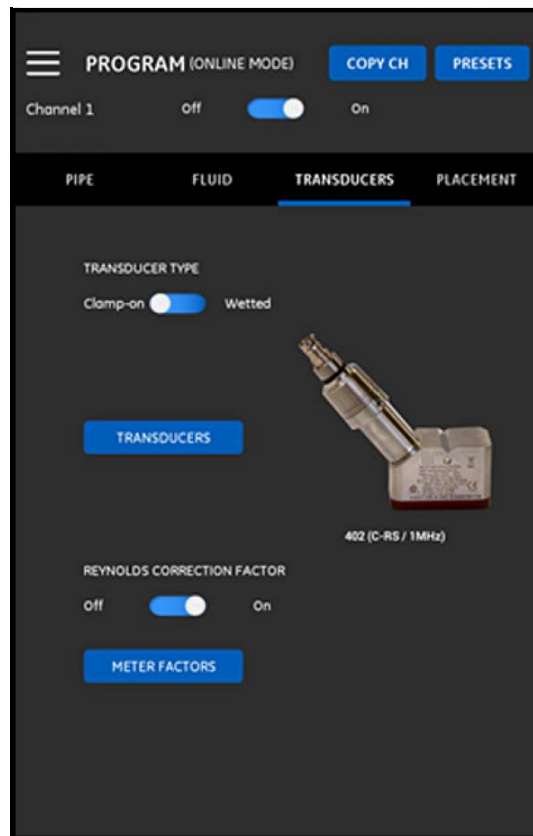 PROGRAM (ONLINE MODE) COPY CH PRESETS
Channel 1 Off On
PIPE FLUID TRANSDUCERS PLACEMENT
TRANSDUCER TYPE
Clamp-on Wetted
TRANSDUCERS
402 (C-RS / 1MHz)
REYNOLDS CORRECTION FACTOR
Off On
METER FACTORS